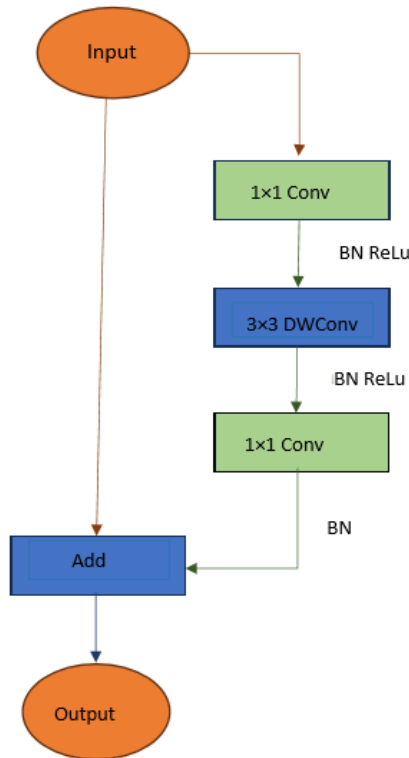 Input
1×1 Conv
BN ReLu
3×3 DWConv
BN ReLu
1×1 Conv
BN
Add
Output